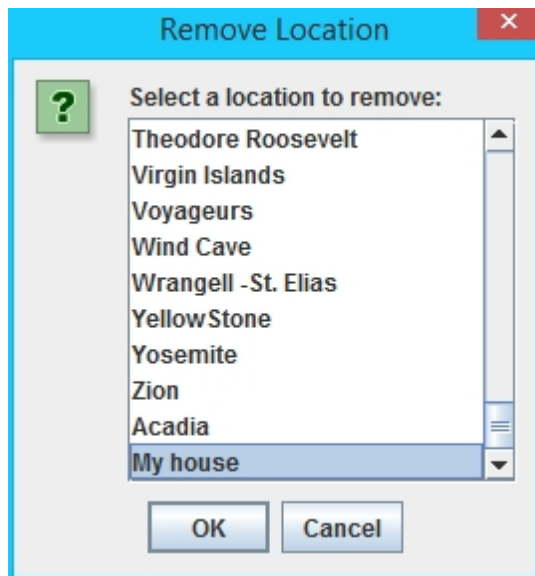 Remove Location
?
Select a location to remove:
Theodore Roosevelt
Virgin Islands
Voyageurs
Wind Cave
Wrangell -St. Elias
YellowStone
Yosemite
Zion
Acadia
My house
OK Cancel